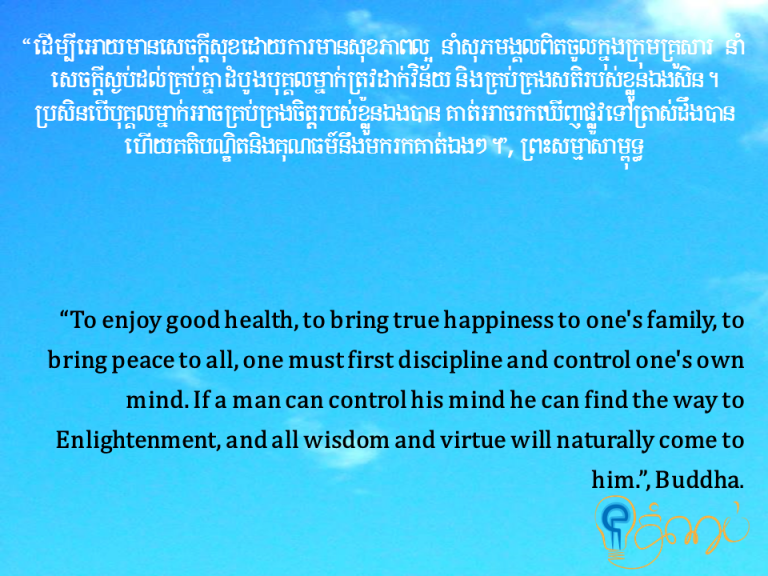 “ដើម្បីអោយមានសេចក្តីសុខដោយការមានសុខភាពល្អ នាំសុភមង្គលពិតចូលក្នុងក្រុមគ្រួសារ នាំ
សេចក្តីស្ងប់ដល់គ្រប់គ្នា ដំបូងបុគ្គលម្នាក់ត្រូវដាក់វិន័យ និងគ្រប់គ្រងសតិរបស់ខ្លួនឯងសិន។
ប្រសិនបើបុគ្គលម្នាក់អាចគ្រប់គ្រងចិត្តរបស់ខ្លួនឯងបាន គាត់អាចរកឃើញផ្លូវទៅត្រាស់ដឹងបាន
ហើយគតិបណ្ឌិតនិងគុណធម៍នឹងមករកគាត់ឯងៗ។”, ព្រះសម្មាសាម្ពុទ្ធ
“To enjoy good health, to bring true happiness to one's family, to
bring peace to all, one must first discipline and control one's own
mind. If a man can control his mind he can find the way to
Enlightenment, and all wisdom and virtue will naturally come to
him.”, Buddha.